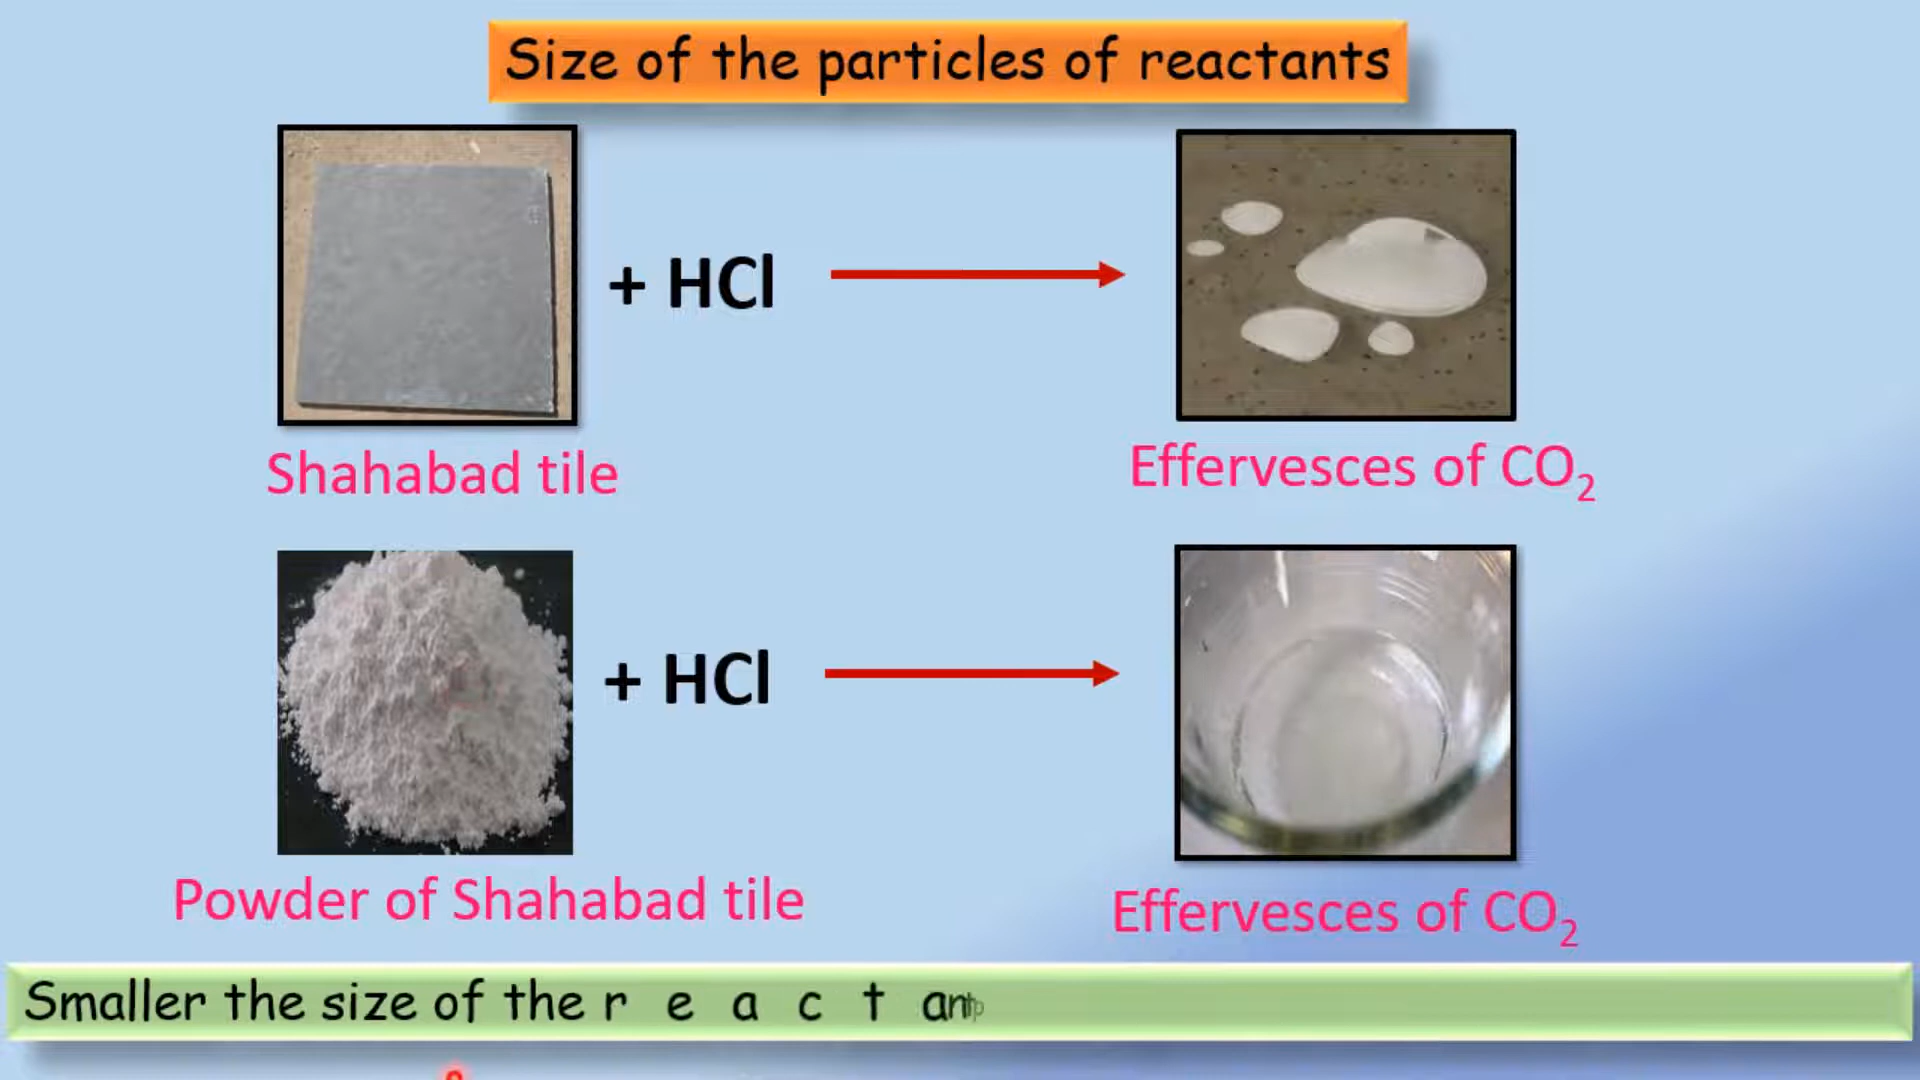 Size of the particles of reactants
+ HCl
Shahabad tile
Effervesces of CO₂
+ HCl
Powder of Shahabad tile
Effervesces of CO₂
Smaller the size of the r e a c t an